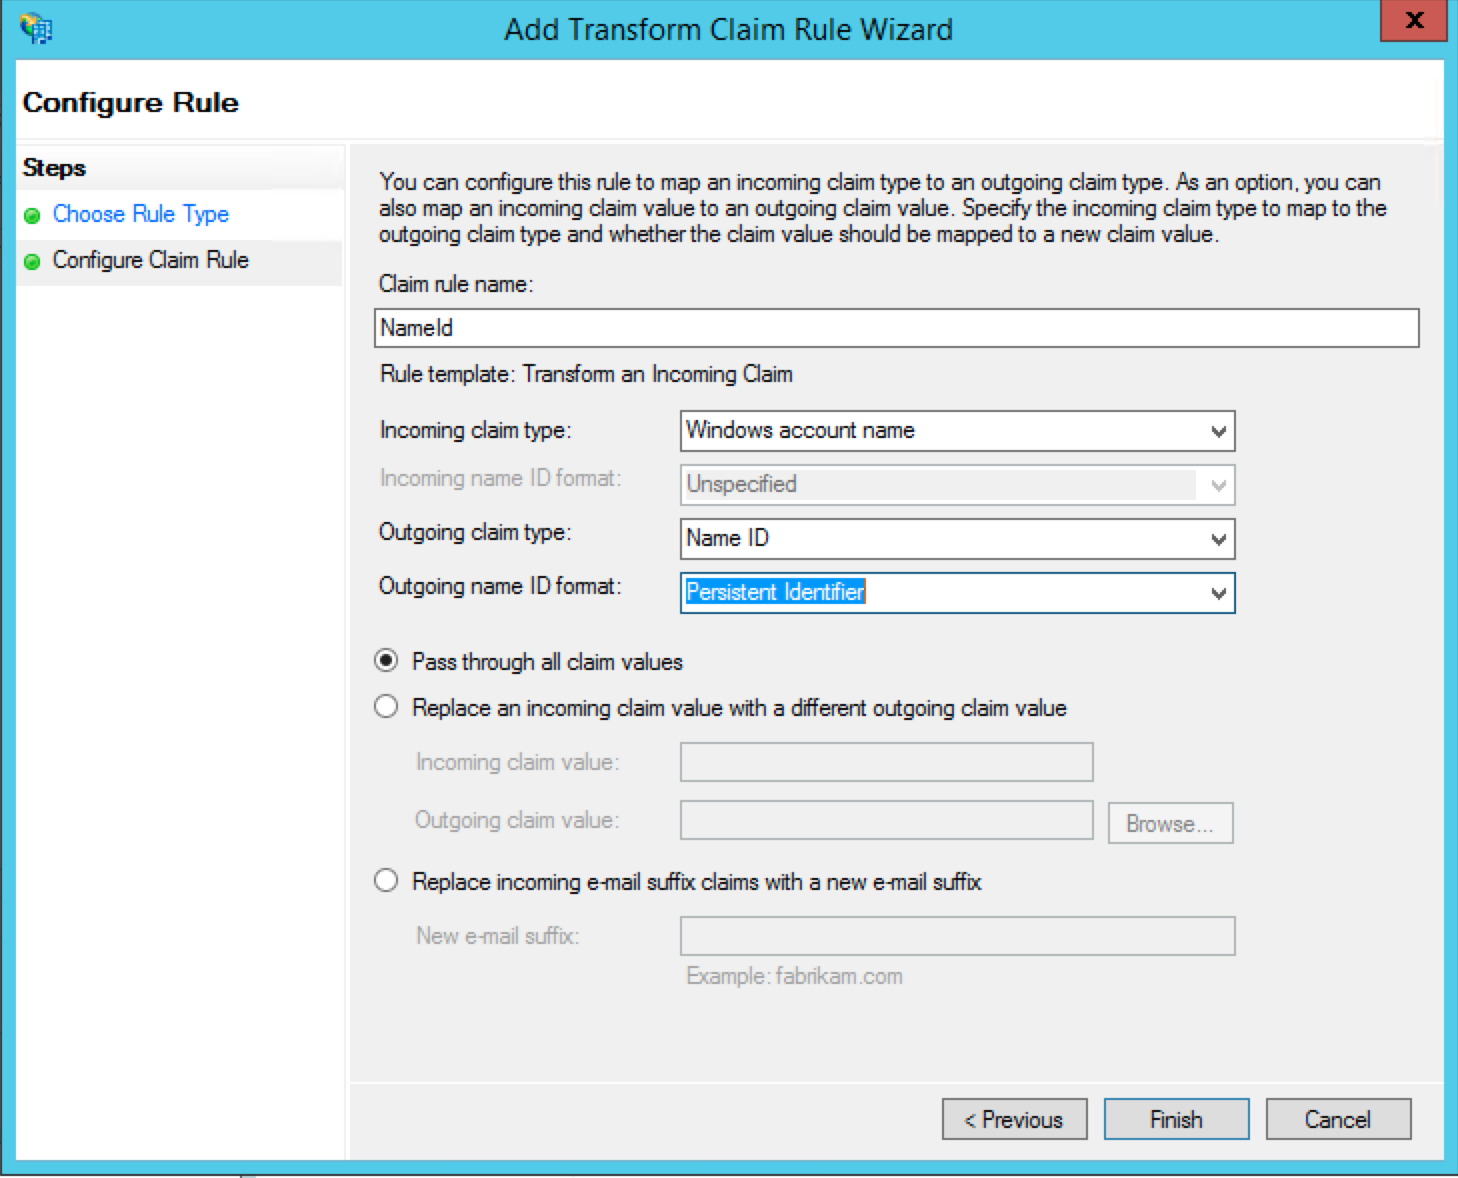 Add Transform Claim Rule Wizard
x
Configure Rule
Steps
Choose Rule Type
Configure Claim Rule
You can configure this rule to map an incoming claim type to an outgoing claim type. As an option, you can
also map an incoming claim value to an outgoing claim value. Specify the incoming claim type to map to the
outgoing claim type and whether the claim value should be mapped to a new claim value.
Claim rule name:
NameId
Rule template: Transform an Incoming Claim
Incoming claim type: Windows account name
Incoming name ID format: Unspecified
Outgoing claim type: Name ID
Outgoing name ID format: Persistent Identifier
Pass through all claim values
Replace an incoming claim value with a different outgoing claim value
Incoming claim value:
Outgoing claim value: Browse...
Replace incoming e-mail suffix claims with a new e-mail suffix
New e-mail suffix:
Example: fabrikam.com
< Previous Finish Cancel